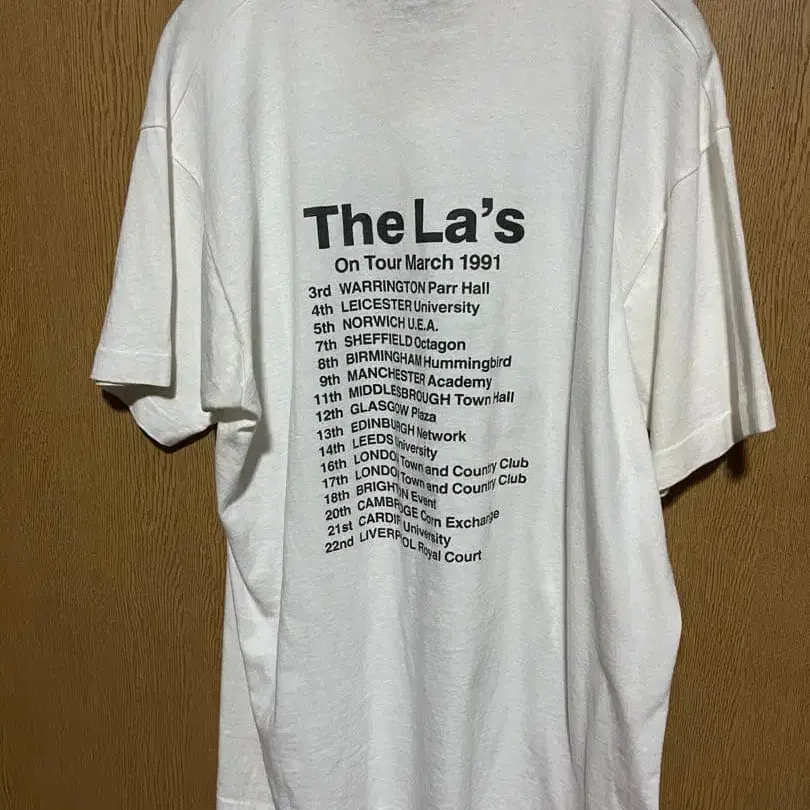 The La's
On Tour March 1991
3rd WARRINGTON Parr Hall
4th LEICESTER University
5th NORWICH U.E.A.
7th SHEFFIELD Octagon
8th BIRMINGHAM Hummingbird
9th MANCHESTER Academy
11th MIDDLESBROUGH Town Hall
12th GLASGOW Plaza
13th EDINBURGH Network
14th LEEDS University
16th LONDON Town and Country Club
17th LONDON Town and Country Club
18th BRIGHTON Event
20th CAMBRIDGE Corn Exchange
21st CARDIFF University
22nd LIVERPOOL Royal Court